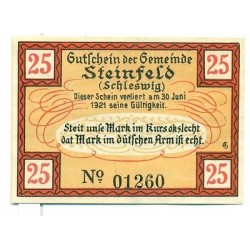 25 Gutschein der Gemeinde 25
Steinfeld
(Schleswig)
Dieser Schein verliert am 30 Juni
1921 seine Gültigkeit.
Steit unse Mark im Kurs ok slecht
dat Mark im dütschen Arm ist echt.
25 No 01260 25